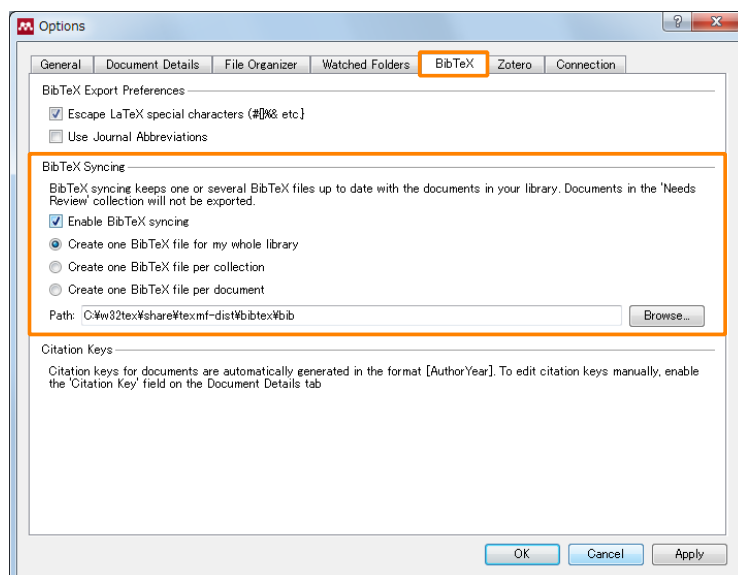 Options
?
General Document Details File Organizer Watched Folders BibTeX Zotero Connection
BibTeX Export Preferences
Escape LaTeX special characters (#[]%& etc.}
Use Journal Abbreviations
BibTeX Syncing
BibTeX syncing keeps one or several BibTeX files up to date with the documents in your library. Documents in the 'Needs
Review' collection will not be exported.
Enable BibTeX syncing
Create one BibTeX file for my whole library
Create one BibTeX file per collection
Create one BibTeX file per document
Path: C:¥w32tex¥share¥texmf-dist¥bibtex¥bib Browse...
Citation Keys
Citation keys for documents are automatically generated in the format [AuthorYear]. To edit citation keys manually, enable
the 'Citation Key' field on the Document Details tab
OK Cancel Apply